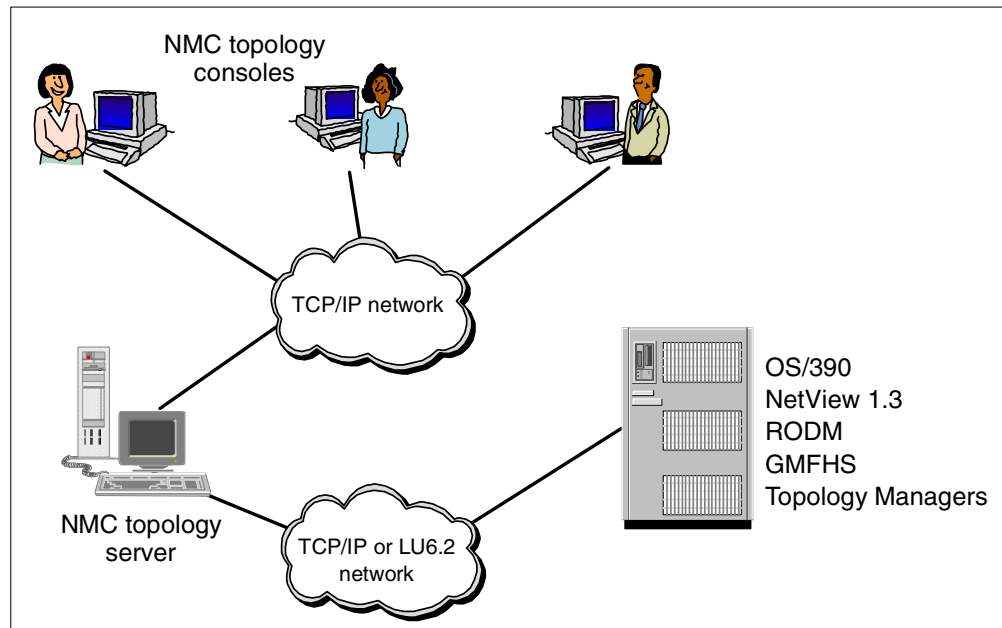 NMC topology
consoles
TCP/IP network
OS/390
NetView 1.3
RODM
GMFHS
Topology Managers
NMC topology
server
TCP/IP or LU6.2
network